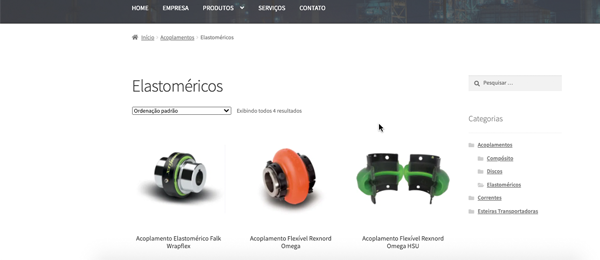 HOME EMPRESA PRODUTOS SERVIÇOS CONTATO
Início › Acoplamentos › Elastoméricos
Elastoméricos
Pesquisar …
Ordenação padrão Exibindo todos 4 resultados
Categorias
Acoplamentos
Compósito
Discos
Elastoméricos
Correntes
Esteiras Transportadoras
Acoplamento Elastomérico Falk
Wrapflex
Acoplamento Flexível Rexnord
Omega
Acoplamento Flexível Rexnord
Omega HSU